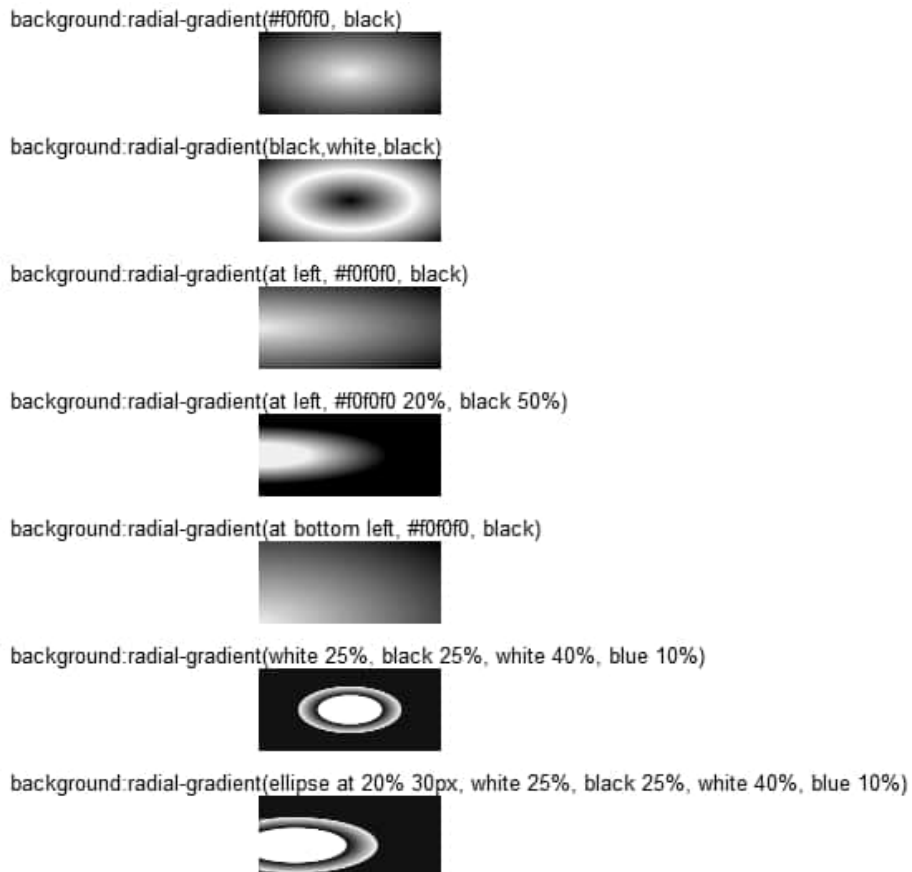 background:radial-gradient(#f0f0f0, black)
background:radial-gradient(black,white,black)
background:radial-gradient(at left, #f0f0f0, black)
background:radial-gradient(at left, #f0f0f0 20%, black 50%)
background:radial-gradient(at bottom left, #f0f0f0, black)
background:radial-gradient(white 25%, black 25%, white 40%, blue 10%)
background:radial-gradient(ellipse at 20% 30px, white 25%, black 25%, white 40%, blue 10%)